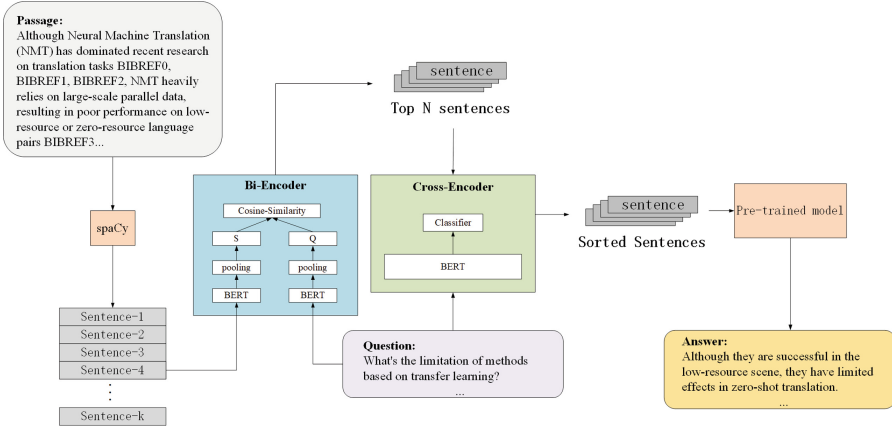 Passage:
Although Neural Machine Translation
(NMT) has dominated recent research
on translation tasks BIBREF0,
BIBREF1, BIBREF2, NMT heavily
relies on large-scale parallel data,
resulting in poor performance on low-
resource or zero-resource language
pairs BIBREF3...
spaCy
Sentence-1
Sentence-2
Sentence-3
Sentence-4
Sentence-k
Bi-Encoder
Cosine-Similarity
S
Q
pooling
pooling
BERT
BERT
sentence
Top N sentences
Cross-Encoder
Classifier
BERT
Question:
What's the limitation of methods
based on transfer learning?
...
sentence
Sorted Sentences
Pre-trained model
Answer:
Although they are successful in the
low-resource scene, they have limited
effects in zero-shot translation.
...